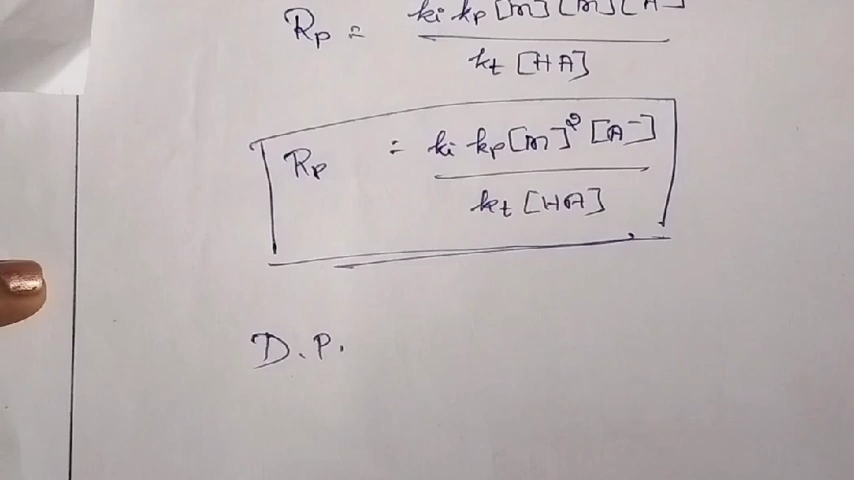 Rp = ki kp [M] [M] [A-
kt [HA]
Rp = ki kp [M]² [A⁻]
kt [HA]
D.P.